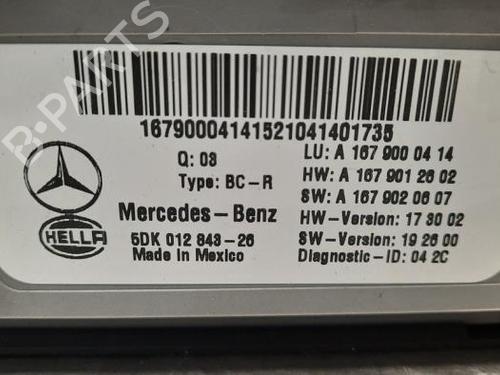 16790004141521041401735
Q: 03
Type: BC-R
Mercedes-Benz
5DK 012 843-26
Made in Mexico
LU: A 167 900 04 14
HW: A 167 901 26 02
SW: A 167 902 06 07
HW-Version: 17 30 02
SW-Version: 19 26 00
Diagnostic-ID: 04 2C
HELLA
B-PARTS